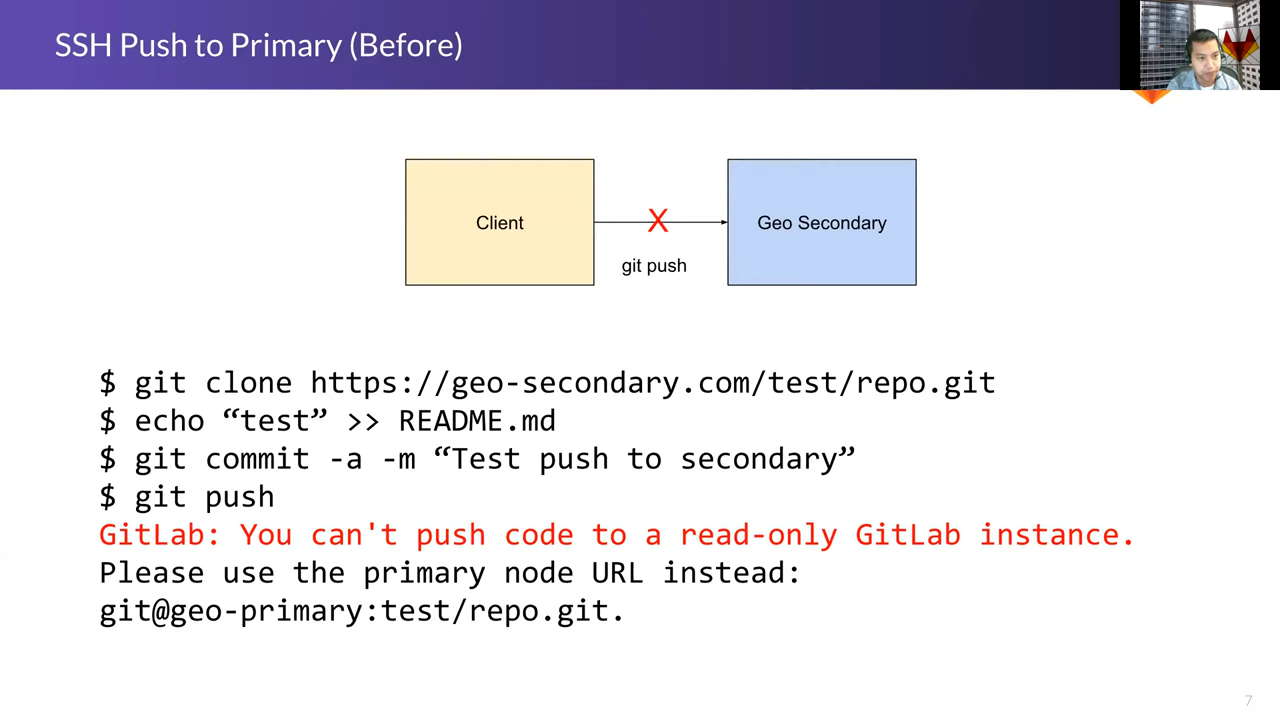 SSH Push to Primary (Before)
Client
X
Geo Secondary
git push
$ git clone https://geo-secondary.com/test/repo.git
$ echo “test” >> README.md
$ git commit -a -m “Test push to secondary”
$ git push
GitLab: You can't push code to a read-only GitLab instance.
Please use the primary node URL instead:
git@geo-primary:test/repo.git.
7